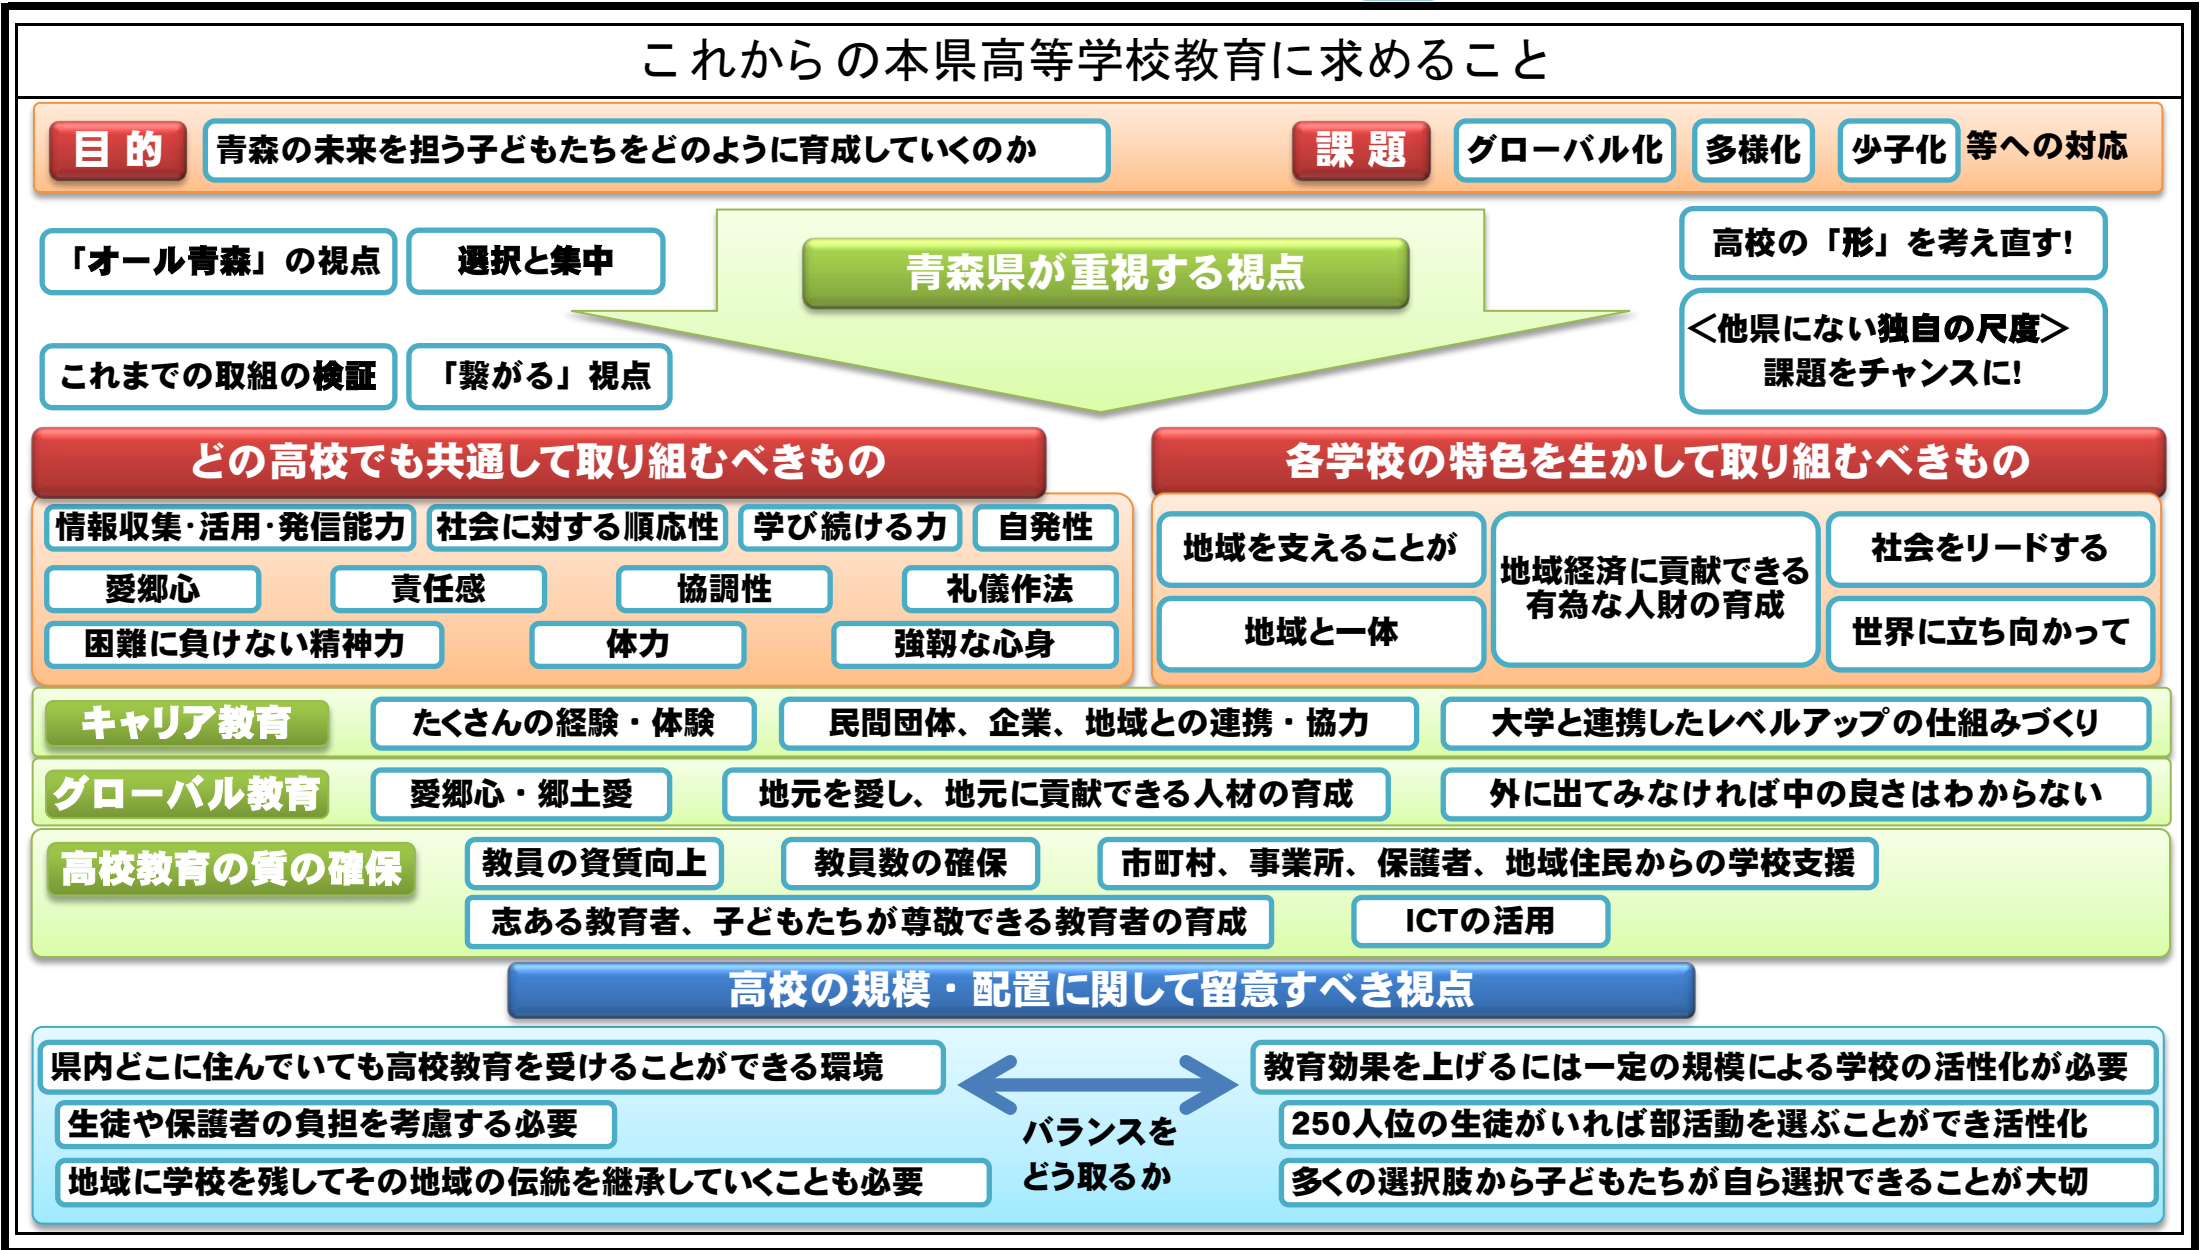 これからの本県高等学校教育に求めること
目的
青森の未来を担う子どもたちをどのように育成していくのか
課題
グローバル化
多様化
少子化
等への対応
「オール青森」の視点
選択と集中
青森県が重視する視点
高校の「形」を考え直す!
これまでの取組の検証
「繋がる」視点
＜他県にない独自の尺度＞
課題をチャンスに!
どの高校でも共通して取り組むべきもの
情報収集･活用･発信能力
社会に対する順応性
学び続ける力
自発性
愛郷心
責任感
協調性
礼儀作法
困難に負けない精神力
体力
強靭な心身
各学校の特色を生かして取り組むべきもの
地域を支えることが
地域と一体
地域経済に貢献できる
有為な人財の育成
社会をリードする
世界に立ち向かって
キャリア教育
たくさんの経験・体験
民間団体、企業、地域との連携・協力
大学と連携したレベルアップの仕組みづくり
グローバル教育
愛郷心・郷土愛
地元を愛し、地元に貢献できる人材の育成
外に出てみなければ中の良さはわからない
高校教育の質の確保
教員の資質向上
教員数の確保
市町村、事業所、保護者、地域住民からの学校支援
志ある教育者、子どもたちが尊敬できる教育者の育成
ICTの活用
高校の規模・配置に関して留意すべき視点
県内どこに住んでいても高校教育を受けることができる環境
生徒や保護者の負担を考慮する必要
地域に学校を残してその地域の伝統を継承していくことも必要
バランスを
どう取るか
教育効果を上げるには一定の規模による学校の活性化が必要
250人位の生徒がいれば部活動を選ぶことができ活性化
多くの選択肢から子どもたちが自ら選択できることが大切